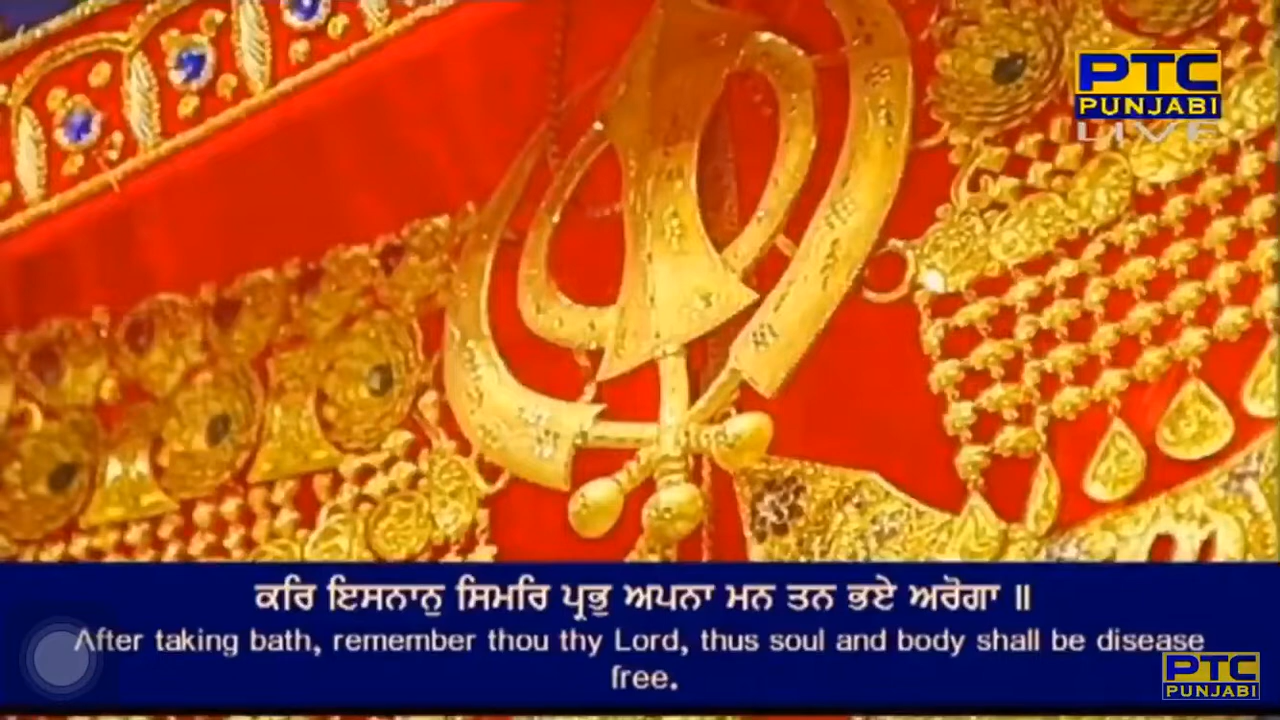 PTC
PUNJABI
LIVE
ਕਰਿ ਇਸਨਾਨੁ ਸਿਮਰਿ ਪ੍ਰਭੁ ਅਪਨਾ ਮਨ ਤਨ ਭਏ ਅਰੋਗਾ ॥
After taking bath, remember thou thy Lord, thus soul and body shall be disease
free.
PTC
PUNJABI